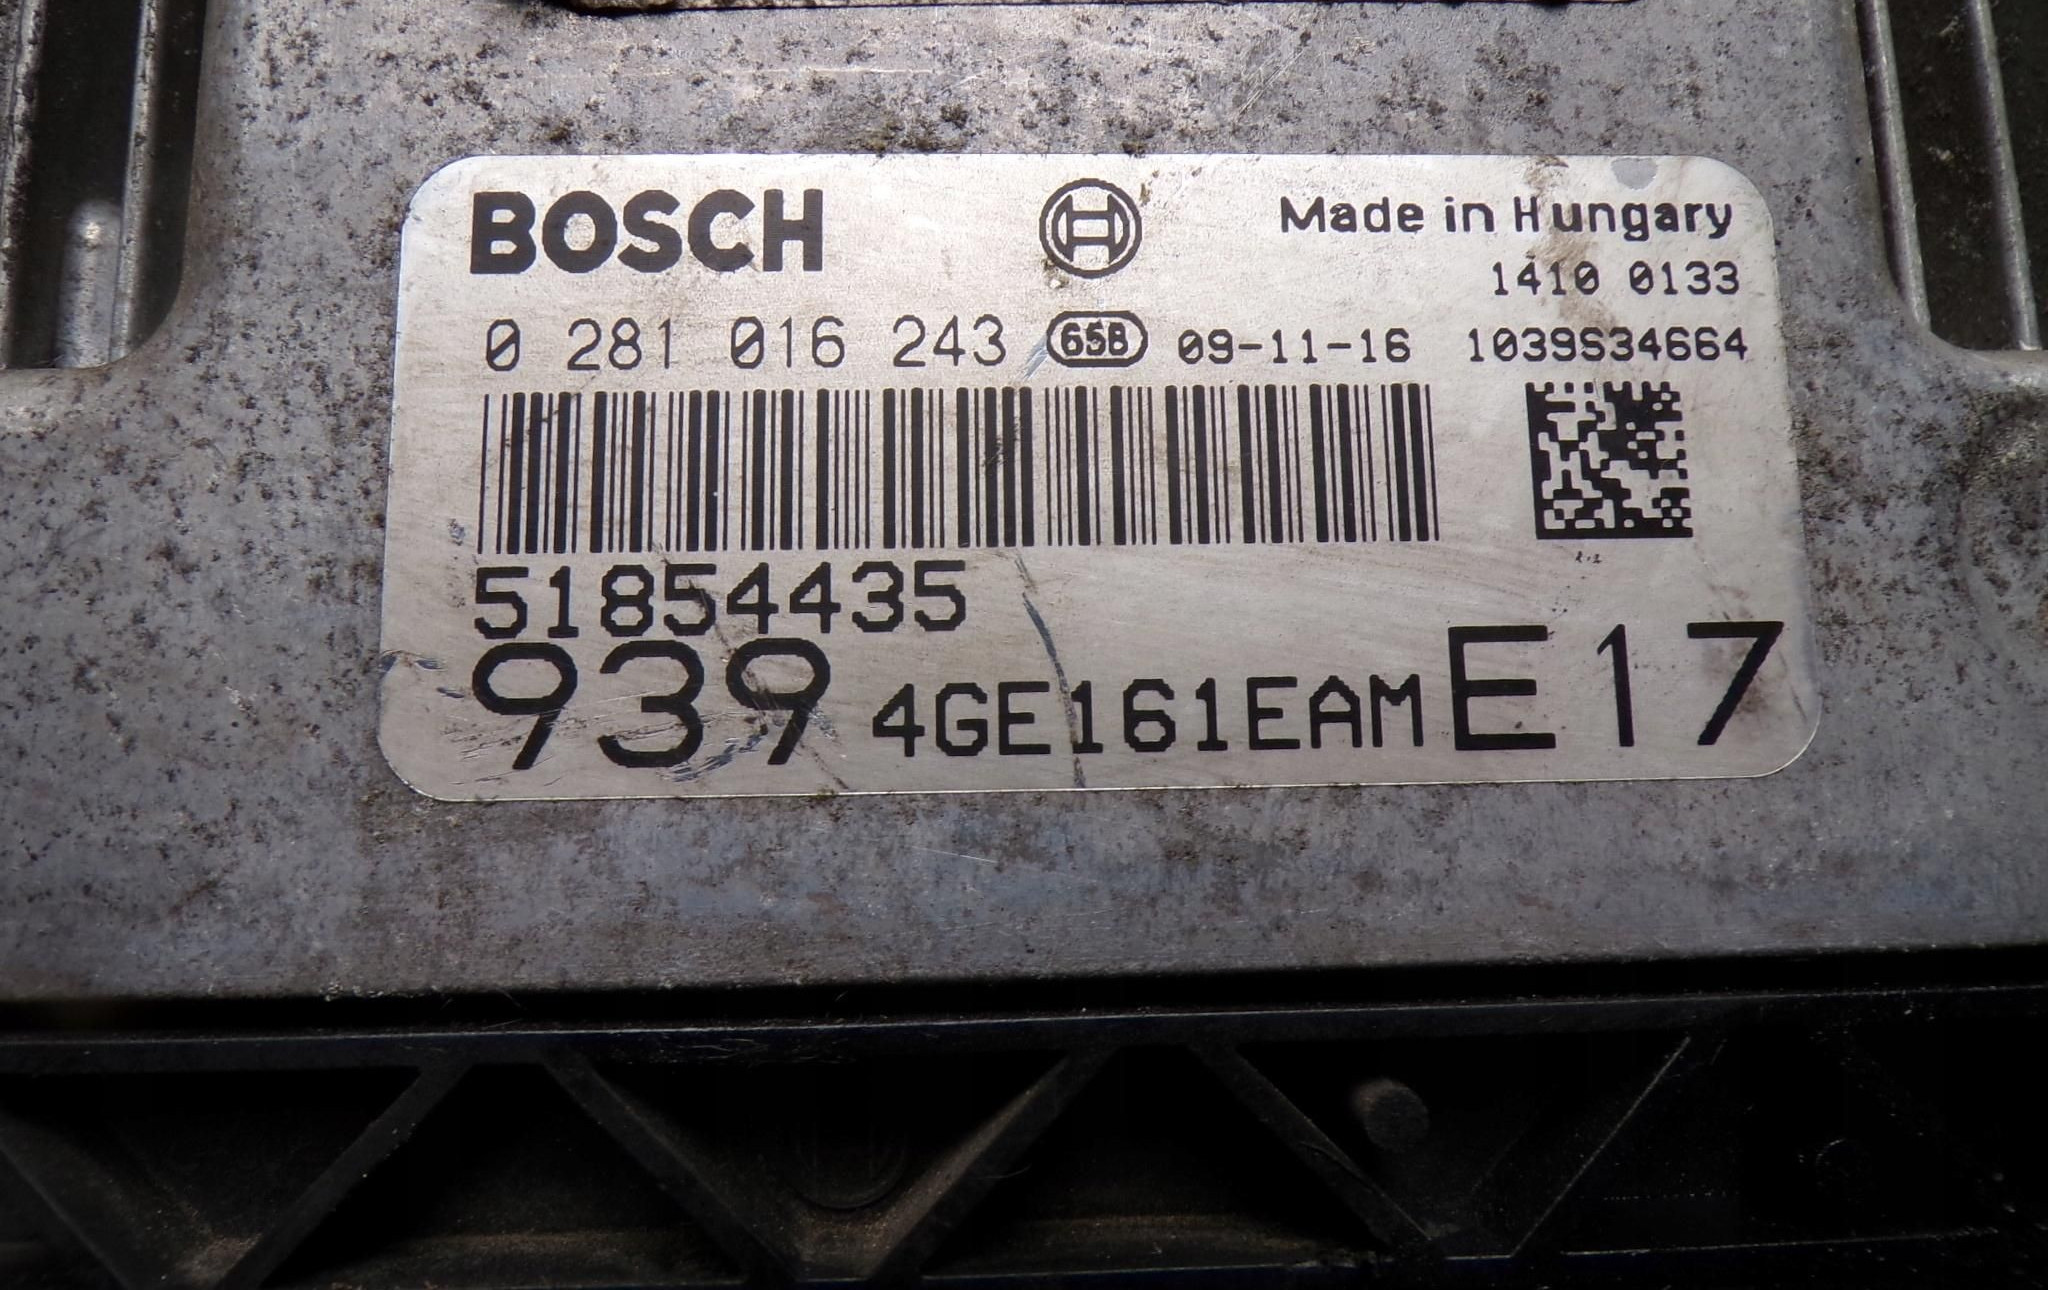 BOSCH
Made in Hungary
1410 0133
0 281 016 243 65B 09-11-16 1039S34664
51854435
939 4GE161EAM E17